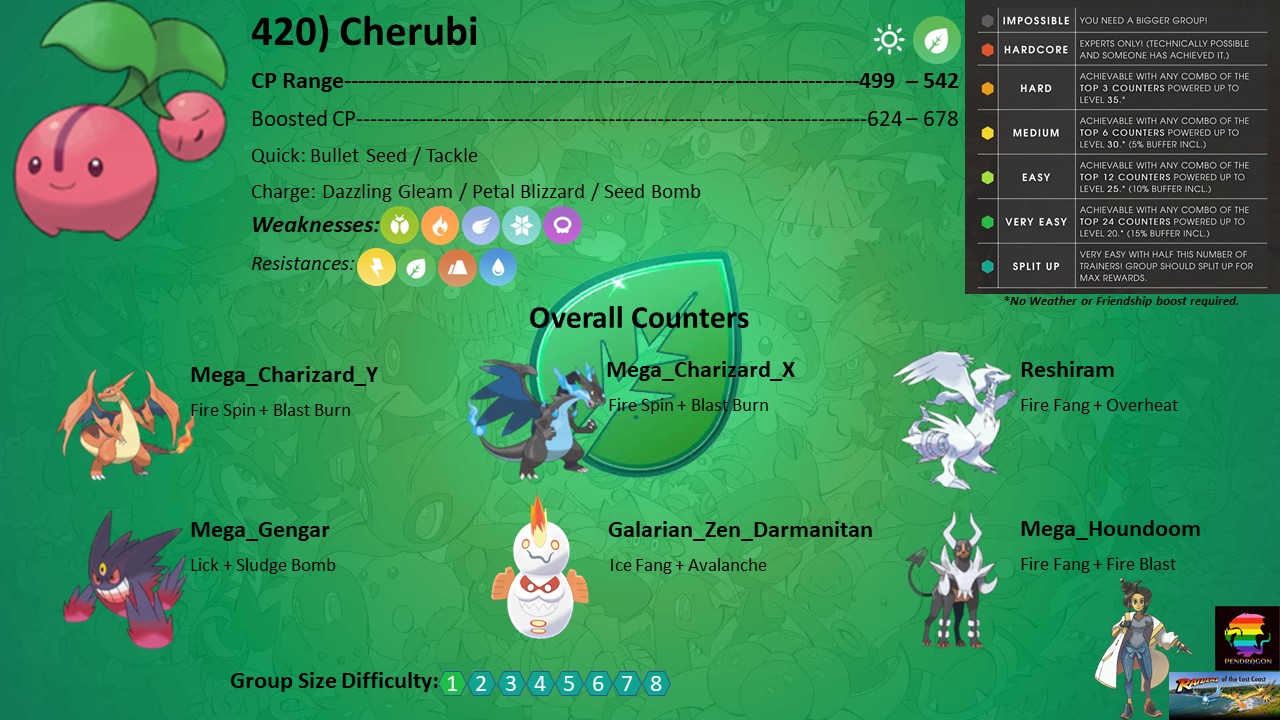 420) Cherubi
CP Range--------------------------------------------------------------------------499 – 542
Boosted CP-------------------------------------------------------------------------624 – 678
Quick: Bullet Seed / Tackle
Charge: Dazzling Gleam / Petal Blizzard / Seed Bomb
Weaknesses:
Resistances:
IMPOSSIBLE YOU NEED A BIGGER GROUP!
HARDCORE EXPERTS ONLY! (TECHNICALLY POSSIBLE
AND SOMEONE HAS ACHIEVED IT.)
HARD ACHIEVABLE WITH ANY COMBO OF THE
TOP 3 COUNTERS POWERED UP TO
LEVEL 35.*
MEDIUM ACHIEVABLE WITH ANY COMBO OF THE
TOP 6 COUNTERS POWERED UP TO
LEVEL 30.* (5% BUFFER INCL.)
EASY ACHIEVABLE WITH ANY COMBO OF THE
TOP 12 COUNTERS POWERED UP TO
LEVEL 25.* (10% BUFFER INCL.)
VERY EASY ACHIEVABLE WITH ANY COMBO OF THE
TOP 24 COUNTERS POWERED UP TO
LEVEL 20.* (15% BUFFER INCL.)
SPLIT UP VERY EASY WITH HALF THIS NUMBER OF
TRAINERS! GROUP SHOULD SPLIT UP FOR
MAX REWARDS.
*No Weather or Friendship boost required.
Overall Counters
Mega_Charizard_Y
Fire Spin + Blast Burn
Mega_Charizard_X
Fire Spin + Blast Burn
Reshiram
Fire Fang + Overheat
Mega_Gengar
Lick + Sludge Bomb
Galarian_Zen_Darmanitan
Ice Fang + Avalanche
Mega_Houndoom
Fire Fang + Fire Blast
Group Size Difficulty: 1 2 3 4 5 6 7 8
PENDRAGON
RAIDERS of the Lost Coast